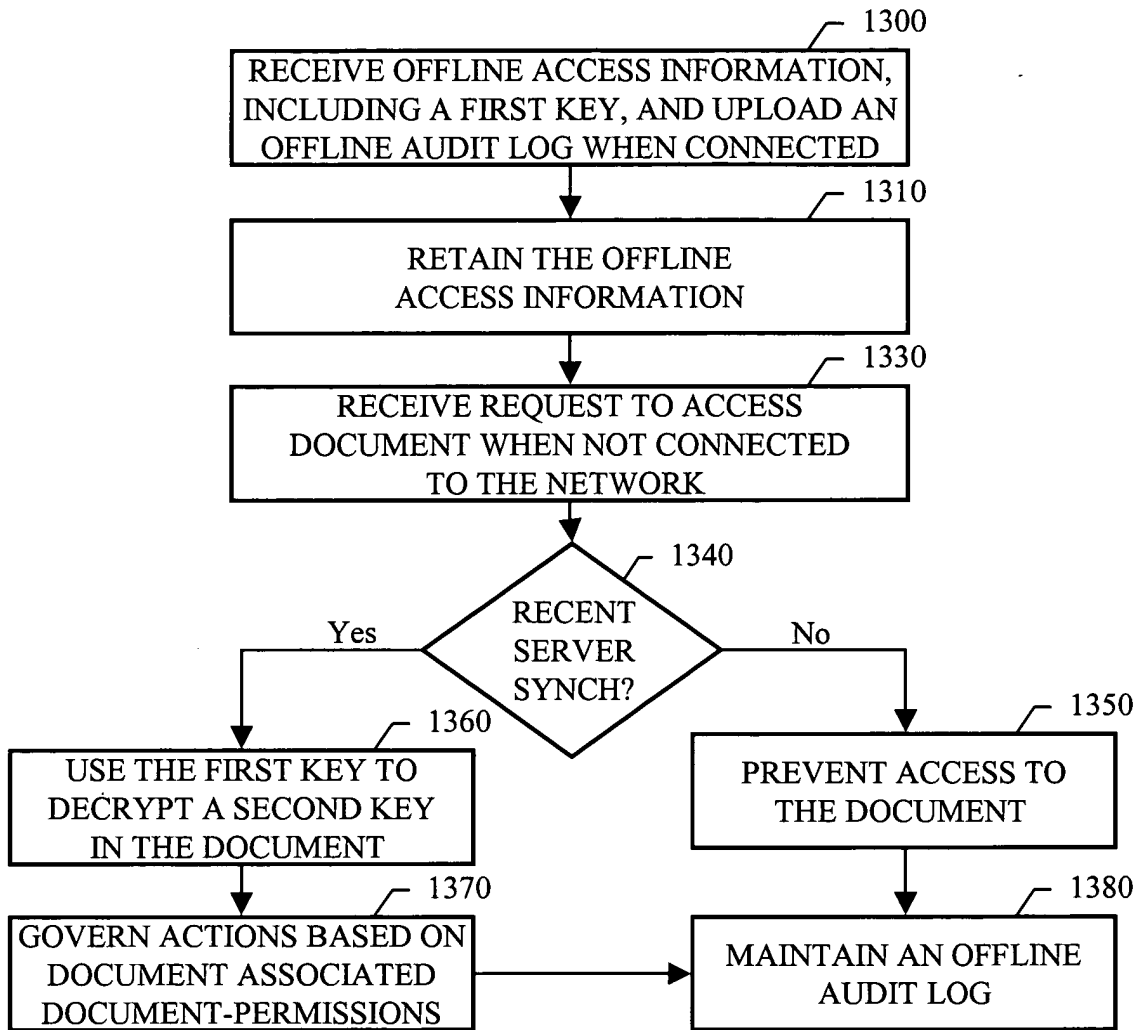 1300
RECEIVE OFFLINE ACCESS INFORMATION,
INCLUDING A FIRST KEY, AND UPLOAD AN
OFFLINE AUDIT LOG WHEN CONNECTED
1310
RETAIN THE OFFLINE
ACCESS INFORMATION
1330
RECEIVE REQUEST TO ACCESS
DOCUMENT WHEN NOT CONNECTED
TO THE NETWORK
1340
RECENT
SERVER
SYNCH?
Yes
No
1360
USE THE FIRST KEY TO
DECRYPT A SECOND KEY
IN THE DOCUMENT
1350
PREVENT ACCESS TO
THE DOCUMENT
1370
GOVERN ACTIONS BASED ON
DOCUMENT ASSOCIATED
DOCUMENT-PERMISSIONS
1380
MAINTAIN AN OFFLINE
AUDIT LOG